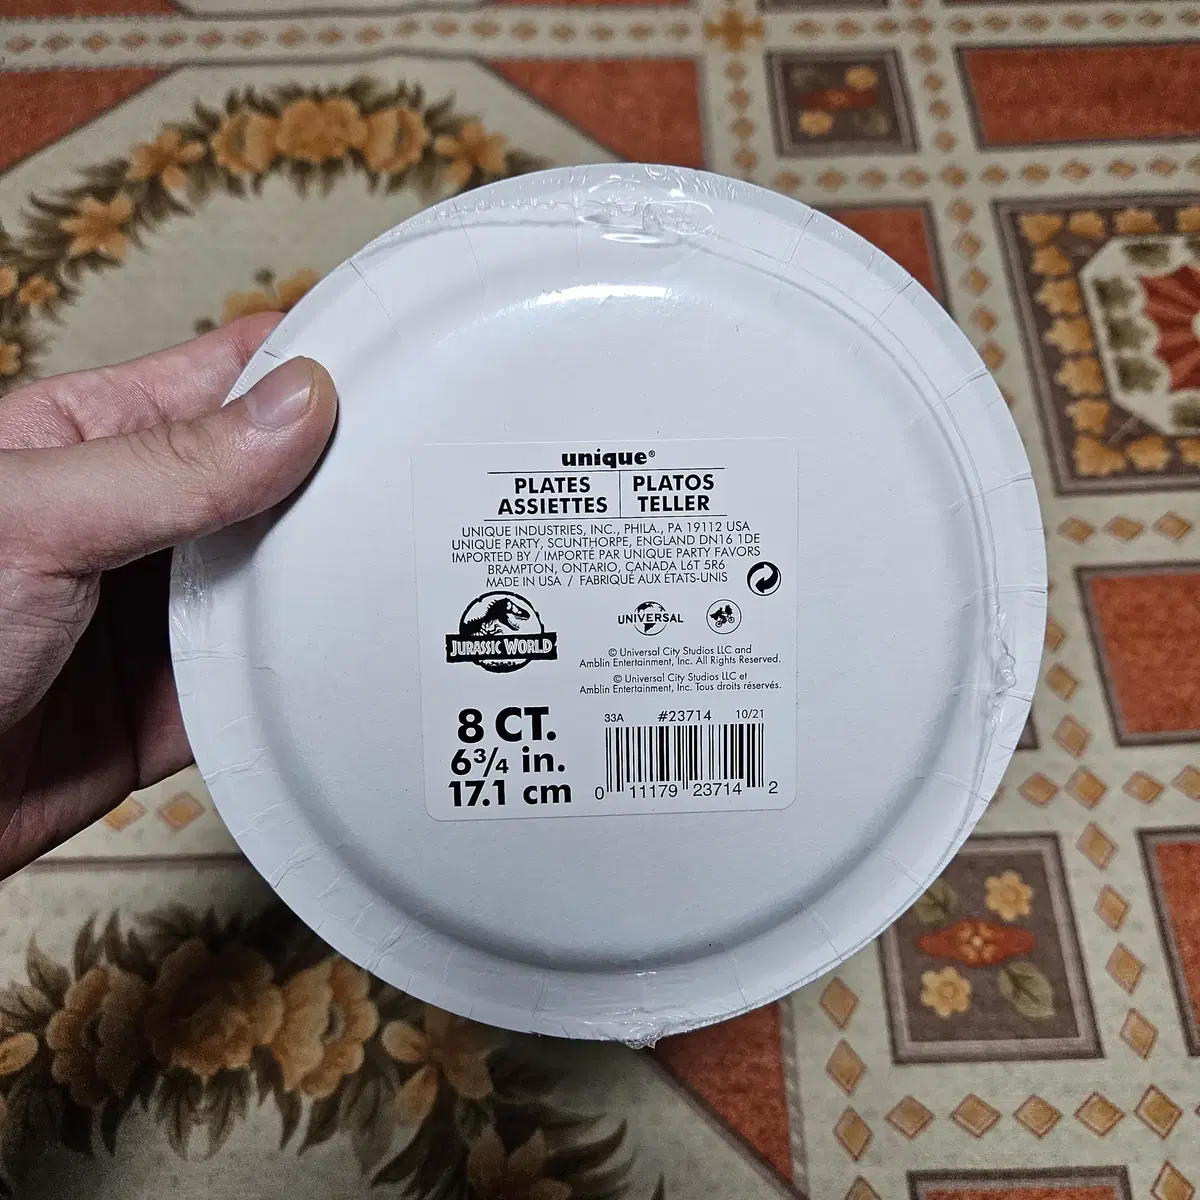 unique®
PLATES
ASSIETTES
PLATOS
TELLER
UNIQUE INDUSTRIES, INC., PHILA., PA 19112 USA
UNIQUE PARTY, SCUNTHORPE, ENGLAND DN16 1DE
IMPORTED BY / IMPORTÉ PAR UNIQUE PARTY FAVORS
BRAMPTON, ONTARIO, CANADA L6T 5R6
MADE IN USA / FABRIQUÉ AUX ÉTATS-UNIS
JURASSIC WORLD
UNIVERSAL
© Universal City Studios LLC and
Amblin Entertainment, Inc. All Rights Reserved.
© Universal City Studios LLC et
Amblin Entertainment, Inc. Tous droits réservés.
8 CT.
6¾ in.
17.1 cm
33A #23714 10/21
0 11179 23714 2